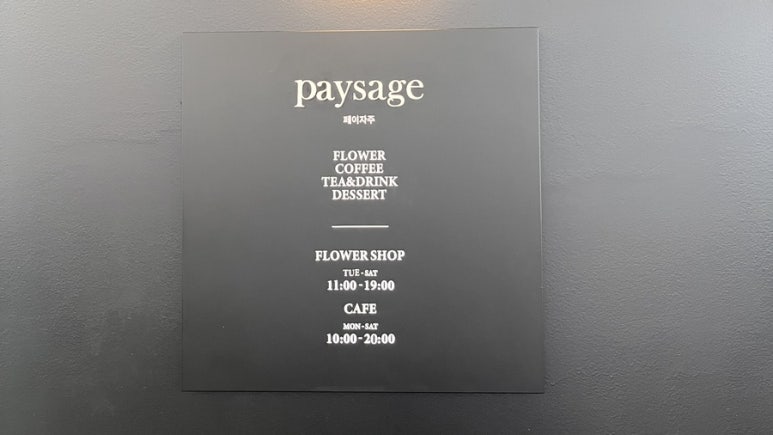 paysage
페이자주
FLOWER
COFFEE
TEA&DRINK
DESSERT
FLOWER SHOP
TUE - SAT
11:00 - 19:00
CAFE
MON - SAT
10:00 - 20:00